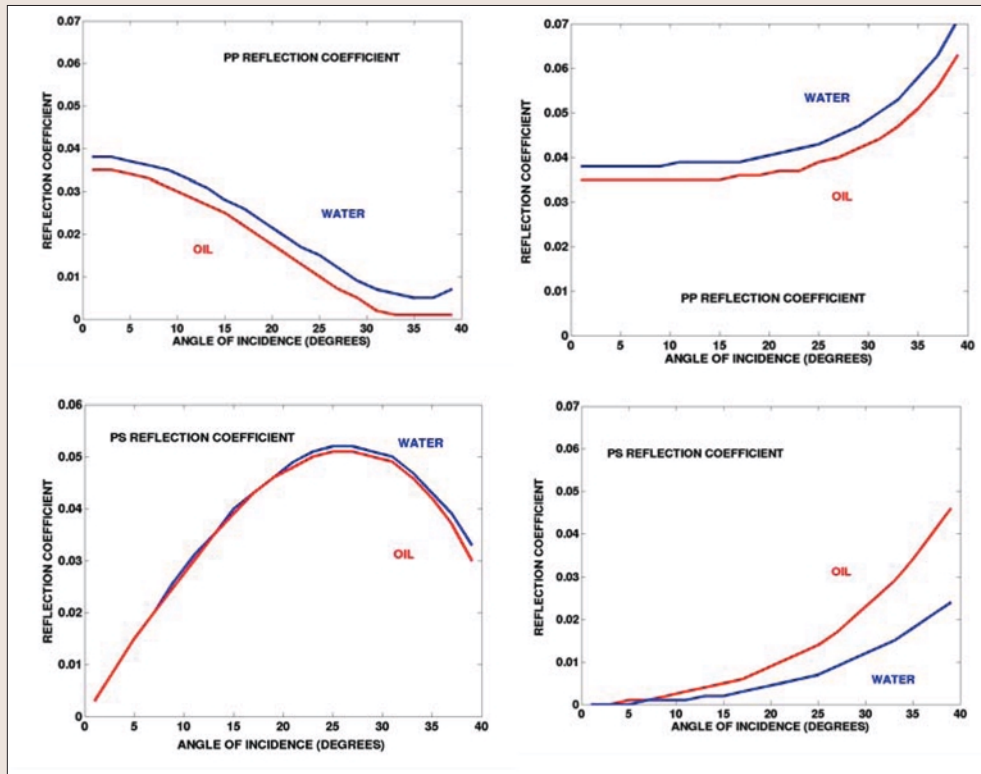 PP REFLECTION COEFFICIENT
WATER
OIL
REFLECTION COEFFICIENT
0.07
0.06
0.05
0.04
0.03
0.02
0.01
0
0 5 10 15 20 25 30 35 40
ANGLE OF INCIDENCE (DEGREES)
WATER
OIL
PP REFLECTION COEFFICIENT
REFLECTION COEFFICIENT
0.07
0.06
0.05
0.04
0.03
0.02
0.01
0
0 5 10 15 20 25 30 35 40
ANGLE OF INCIDENCE (DEGREES)
PS REFLECTION COEFFICIENT
WATER
OIL
REFLECTION COEFFICIENT
0.06
0.05
0.04
0.03
0.02
0.01
0
0 5 10 15 20 25 30 35 40
ANGLE OF INCIDENCE (DEGREES)
PS REFLECTION COEFFICIENT
OIL
WATER
REFLECTION COEFFICIENT
0.07
0.06
0.05
0.04
0.03
0.02
0.01
0
0 5 10 15 20 25 30 35 40
ANGLE OF INCIDENCE (DEGREES)